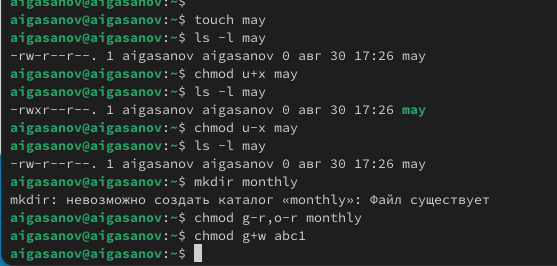 aigasanov@aigasanov:~$
aigasanov@aigasanov:~$ touch may
aigasanov@aigasanov:~$ ls -l may
-rw-r--r--. 1 aigasanov aigasanov 0 авг 30 17:26 may
aigasanov@aigasanov:~$ chmod u+x may
aigasanov@aigasanov:~$ ls -l may
-rwxr--r--. 1 aigasanov aigasanov 0 авг 30 17:26 may
aigasanov@aigasanov:~$ chmod u-x may
aigasanov@aigasanov:~$ ls -l may
-rw-r--r--. 1 aigasanov aigasanov 0 авг 30 17:26 may
aigasanov@aigasanov:~$ mkdir monthly
mkdir: невозможно создать каталог «monthly»: Файл существует
aigasanov@aigasanov:~$ chmod g-r,o-r monthly
aigasanov@aigasanov:~$ chmod g+w abc1
aigasanov@aigasanov:~$